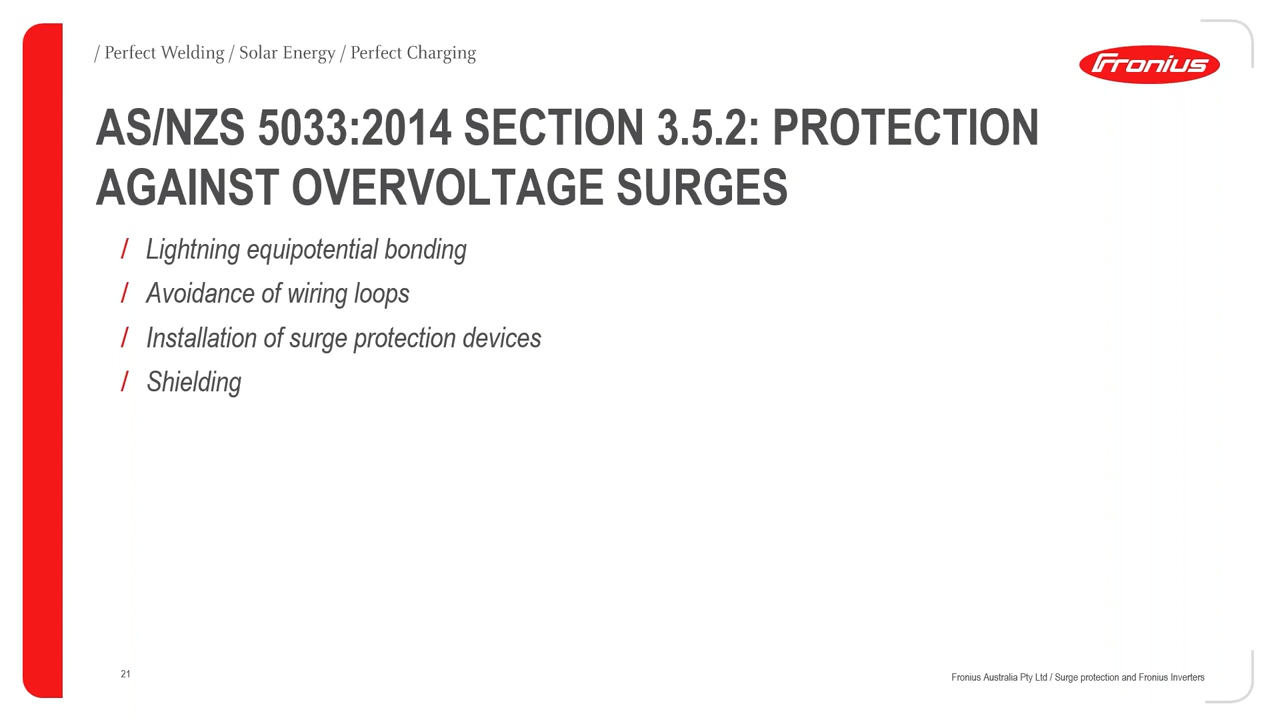 / Perfect Welding / Solar Energy / Perfect Charging
Fronius
AS/NZS 5033:2014 SECTION 3.5.2: PROTECTION
AGAINST OVERVOLTAGE SURGES
/ Lightning equipotential bonding
/ Avoidance of wiring loops
/ Installation of surge protection devices
/ Shielding
21
Fronius Australia Pty Ltd / Surge protection and Fronius Inverters